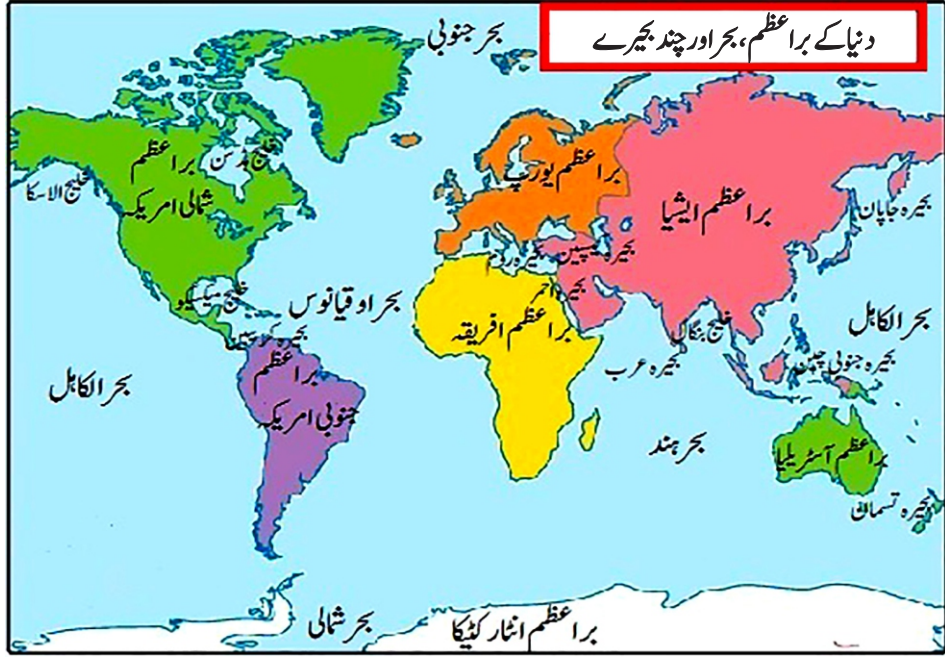 بحر جنوبی
دنیا کے براعظم، بحر اور چند بحیرے
براعظم
شمالی امریکہ
خلیج ہڈسن
خلیج الاسکا
براعظم یورپ
براعظم ایشیا
بحیرہ جاپان
بحیرہ روم
بحیرہ کیسپین
خلیج میکسیکو
بحر اوقیانوس
بحیرہ احمر
براعظم افریقہ
خلیج بنگال
بحر الکاہل
بحیرہ کریبین
بحیرہ عرب
بحیرہ جنوبی چین
بحر الکاہل
براعظم
جنوبی امریکہ
بحر ہند
براعظم آسٹریلیا
بحیرہ تسمان
بحر شمالی
براعظم انٹارکٹیکا